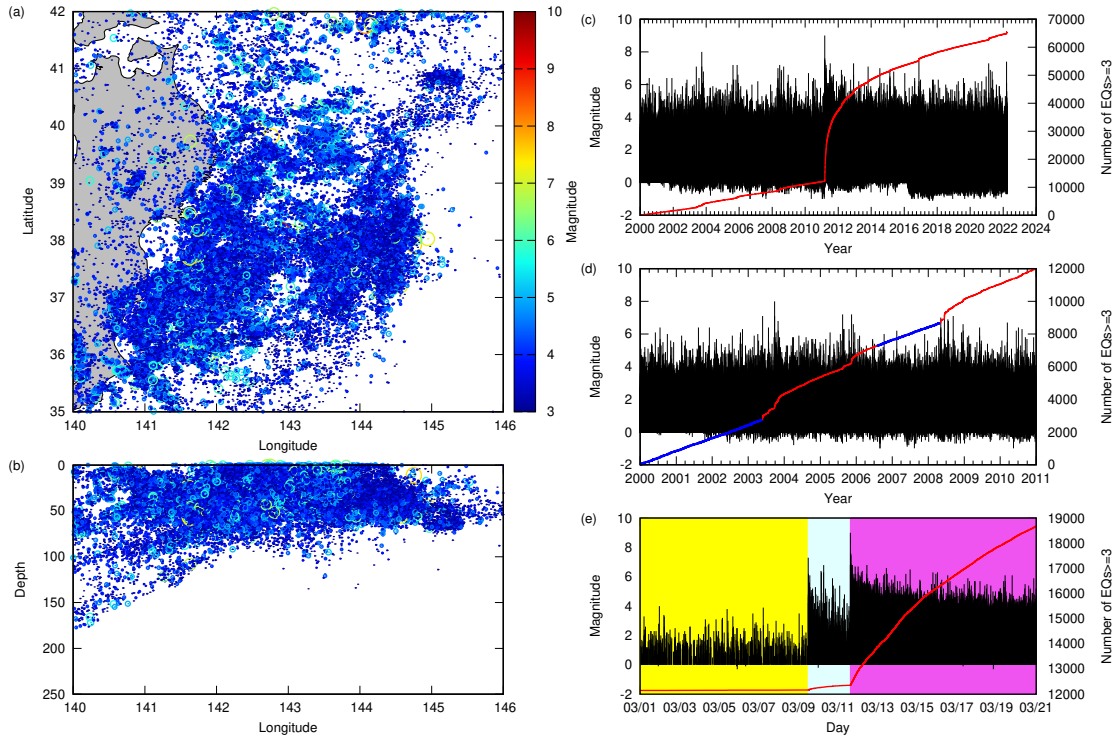 (a)
42
41
40
39
38
37
36
35
Latitude
140 141 142 143 144 145 146
Longitude
10
9
8
7
6
5
4
3
Magnitude
(b)
0
50
100
150
200
250
Depth
140 141 142 143 144 145 146
Longitude
(c)
10
8
6
4
2
0
-2
Magnitude
70000
60000
50000
40000
30000
20000
10000
0
Number of EQs>=3
2000 2002 2004 2006 2008 2010 2012 2014 2016 2018 2020 2022 2024
Year
(d)
10
8
6
4
2
0
-2
Magnitude
12000
10000
8000
6000
4000
2000
0
Number of EQs>=3
2000 2001 2002 2003 2004 2005 2006 2007 2008 2009 2010 2011
Year
(e)
10
8
6
4
2
0
-2
Magnitude
19000
18000
17000
16000
15000
14000
13000
12000
Number of EQs>=3
03/01 03/03 03/05 03/07 03/09 03/11 03/13 03/15 03/17 03/19 03/21
Day